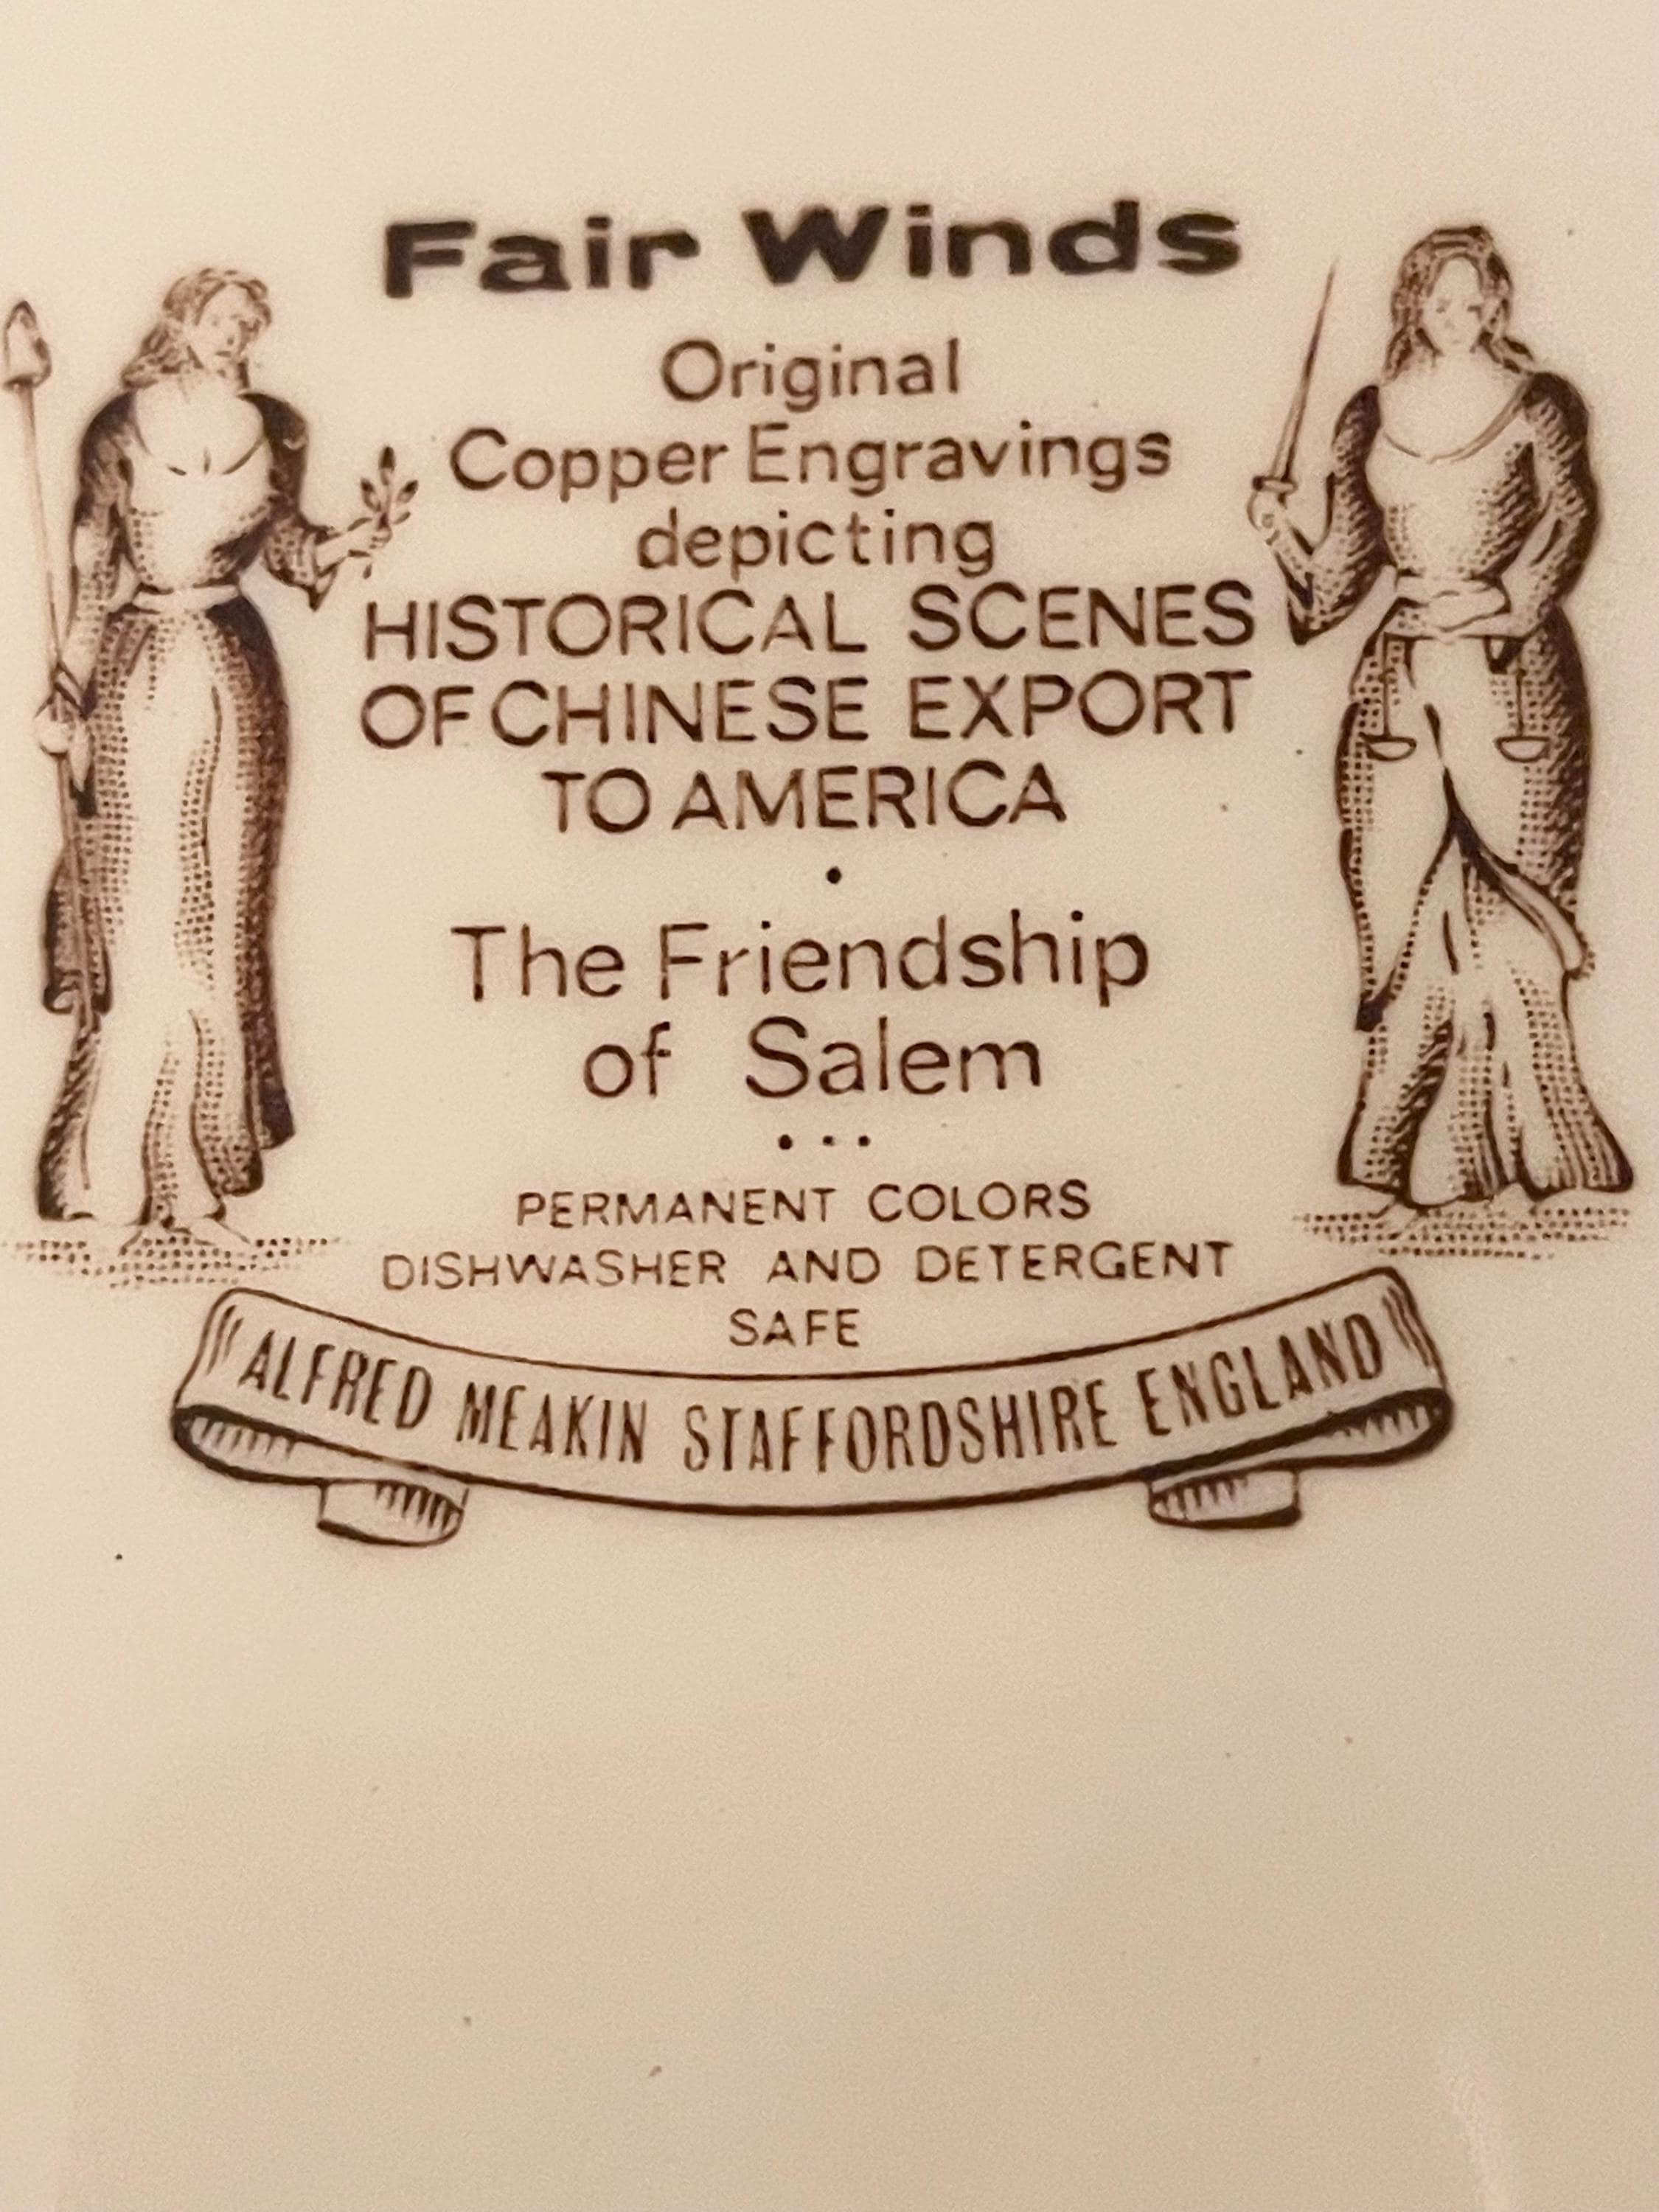 Fair Winds
Original
Copper Engravings
depicting
HISTORICAL SCENES
OF CHINESE EXPORT
TO AMERICA
•
The Friendship
of Salem
• • •
PERMANENT COLORS
DISHWASHER AND DETERGENT
SAFE
ALFRED MEAKIN STAFFORDSHIRE ENGLAND